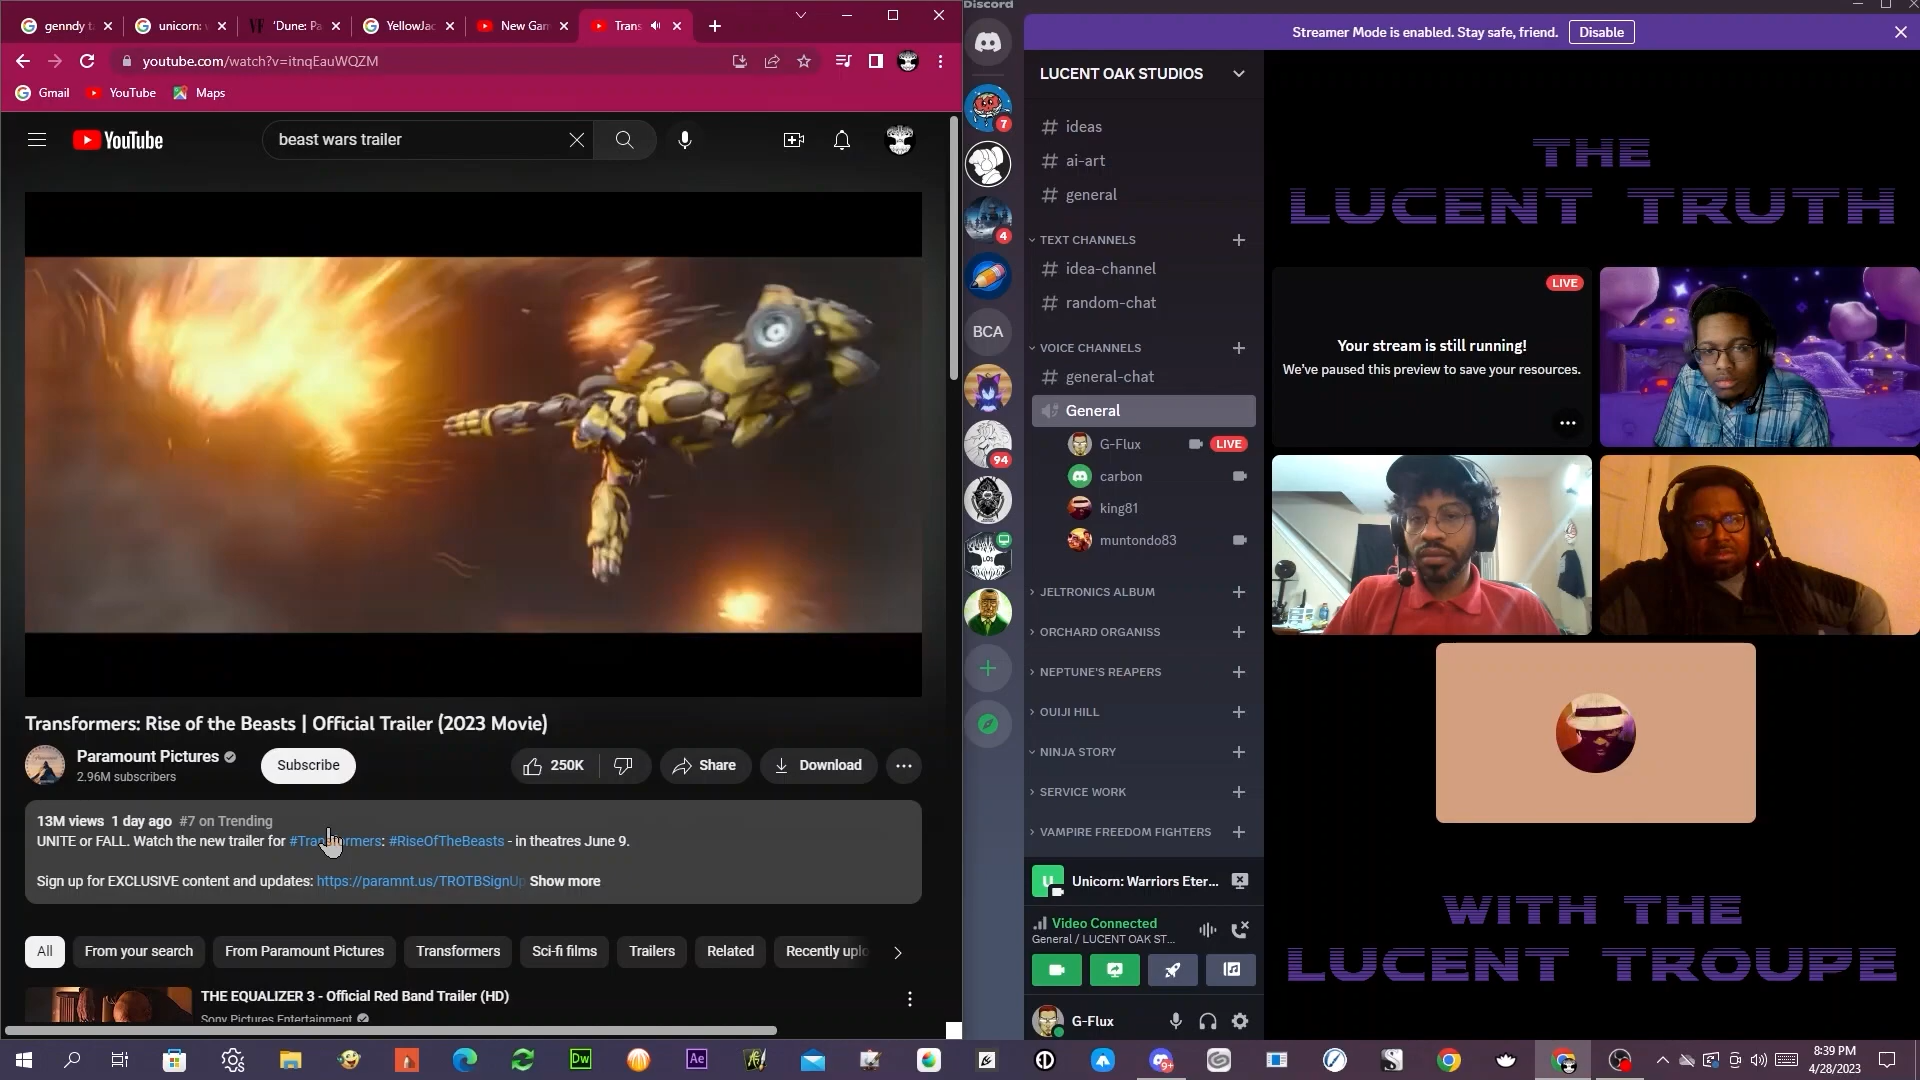 genndy t
unicorn:
'Dune: Pa
YellowJac
New Gam
Trans
youtube.com/watch?v=itnqEauWQZM
Gmail
YouTube
Maps
YouTube
beast wars trailer
Transformers: Rise of the Beasts | Official Trailer (2023 Movie)
Paramount Pictures
2.96M subscribers
Subscribe
250K
Share
Download
13M views 1 day ago #7 on Trending
UNITE or FALL. Watch the new trailer for #Transformers: #RiseOfTheBeasts - in theatres June 9.
Sign up for EXCLUSIVE content and updates: https://paramnt.us/TROTBSignUp Show more
All
From your search
From Paramount Pictures
Transformers
Sci-fi films
Trailers
Related
Recently uplo
THE EQUALIZER 3 - Official Red Band Trailer (HD)
Sony Pictures Entertainment
Discord
Streamer Mode is enabled. Stay safe, friend.
Disable
7
4
BCA
94
LUCENT OAK STUDIOS
# ideas
# ai-art
# general
TEXT CHANNELS
# idea-channel
# random-chat
VOICE CHANNELS
# general-chat
General
G-Flux
LIVE
carbon
king81
muntondo83
JELTRONICS ALBUM
ORCHARD ORGANISS
NEPTUNE'S REAPERS
OUIJI HILL
NINJA STORY
SERVICE WORK
VAMPIRE FREEDOM FIGHTERS
U
Unicorn: Warriors Eter...
Video Connected
General / LUCENT OAK ST...
G-Flux
THE
LUCENT TRUTH
LIVE
Your stream is still running!
We've paused this preview to save your resources.
WITH THE
LUCENT TROUPE
Dw
Ae
9+
8:39 PM
4/28/2023